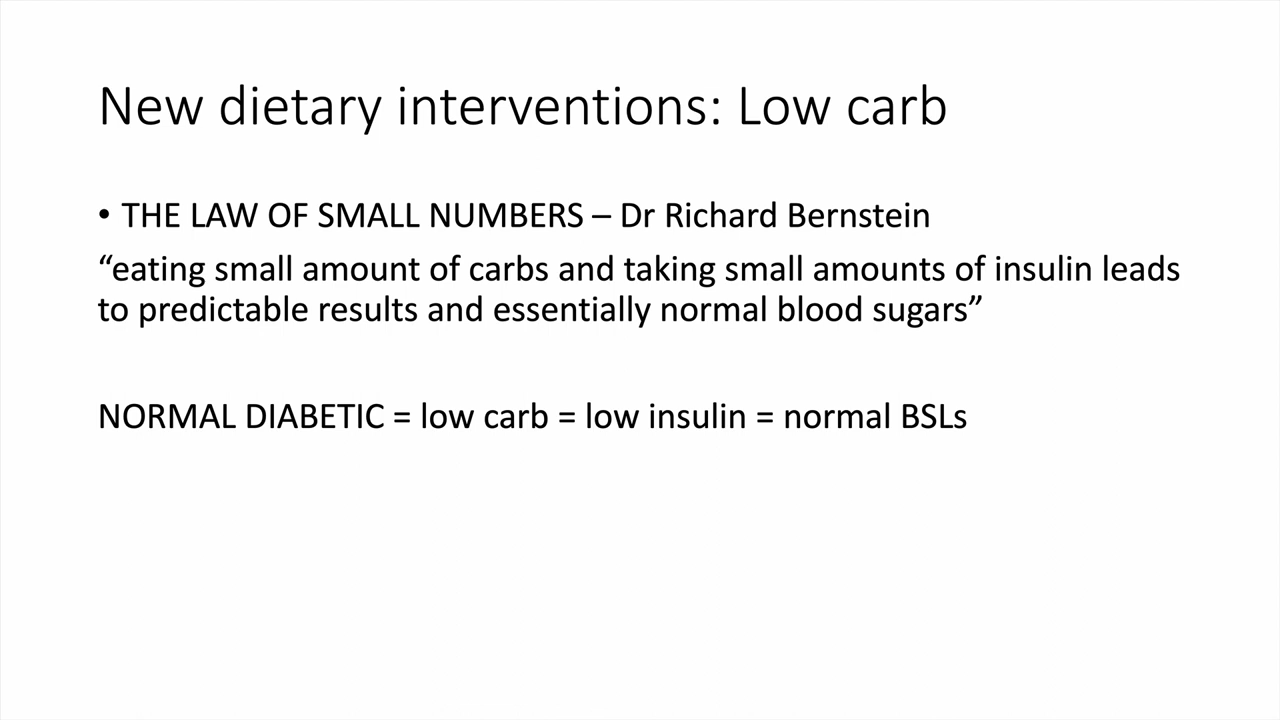 New dietary interventions: Low carb
• THE LAW OF SMALL NUMBERS – Dr Richard Bernstein
“eating small amount of carbs and taking small amounts of insulin leads
to predictable results and essentially normal blood sugars”
NORMAL DIABETIC = low carb = low insulin = normal BSLs